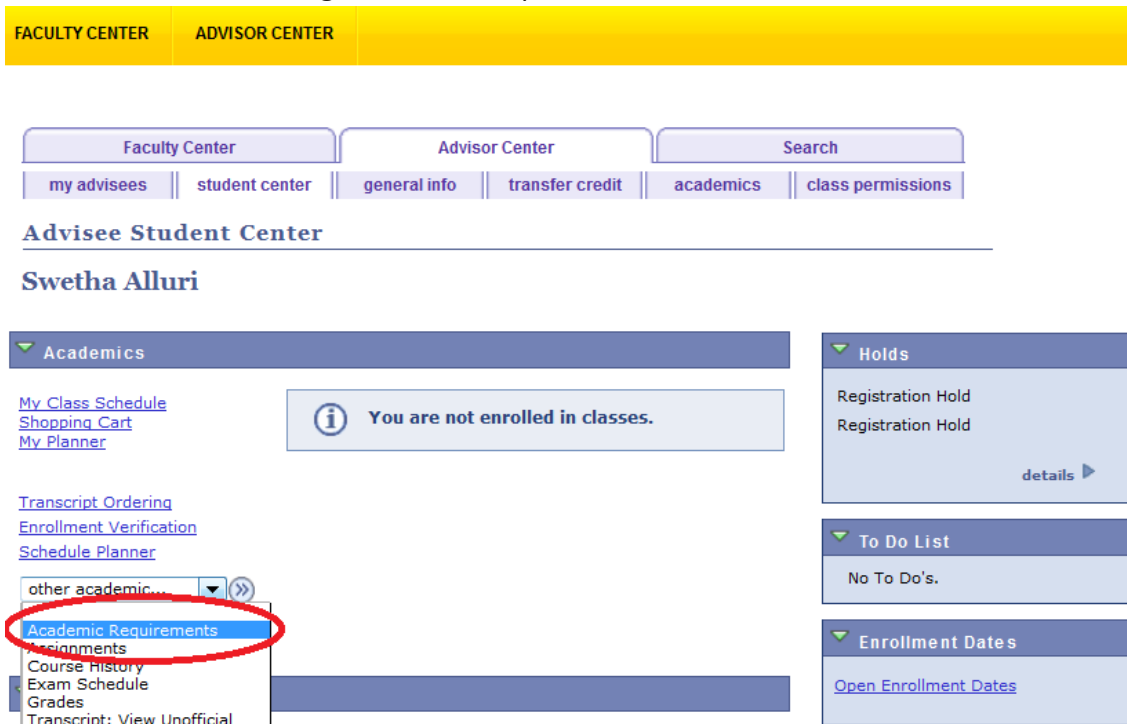 FACULTY CENTER ADVISOR CENTER
Faculty Center Advisor Center Search
my advisees student center general info transfer credit academics class permissions
Advisee Student Center
Swetha Alluri
Academics
My Class Schedule
Shopping Cart
My Planner
You are not enrolled in classes.
Transcript Ordering
Enrollment Verification
Schedule Planner
other academic...
Academic Requirements
Assignments
Course History
Exam Schedule
Grades
Transcript: View Unofficial
Holds
Registration Hold
Registration Hold
details
To Do List
No To Do's.
Enrollment Dates
Open Enrollment Dates